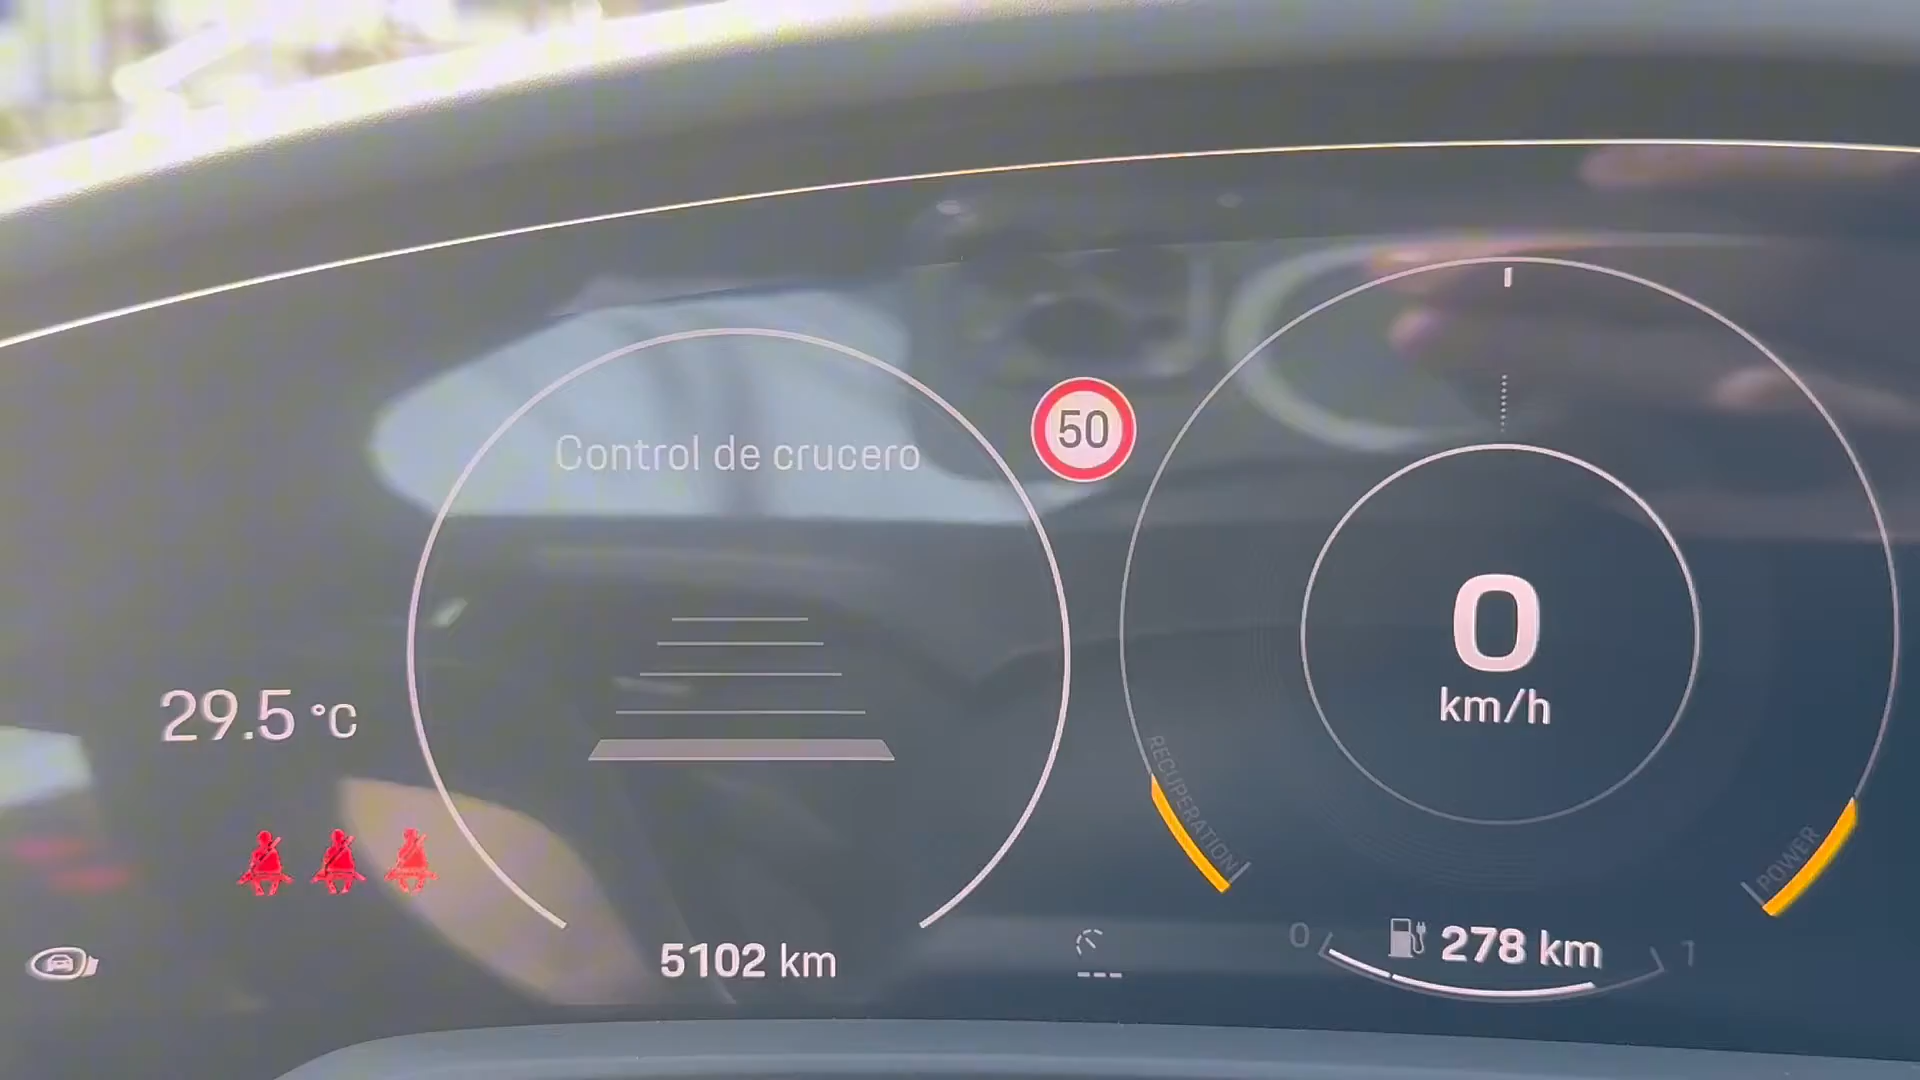 Control de crucero
50
29.5 °C
5102 km
0
km/h
RECUPERATION
POWER
0
278 km
1